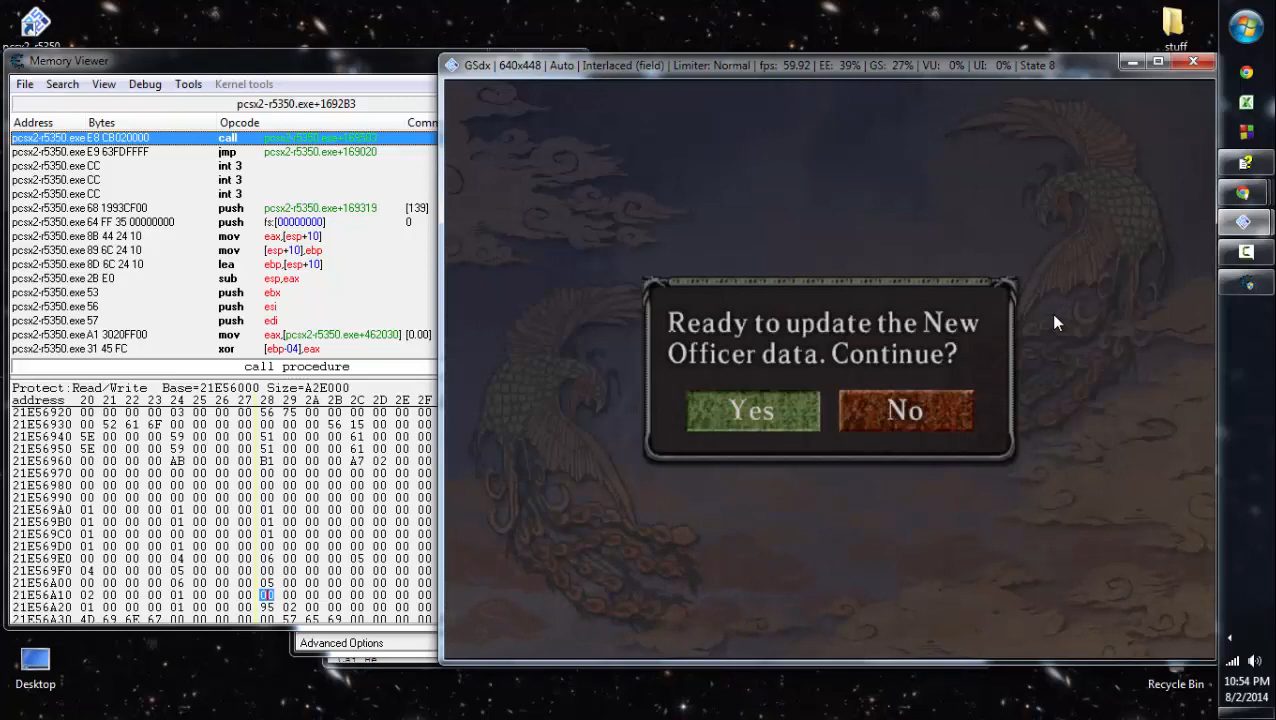 pcsx2-r5350
stuff
Memory Viewer
File Search View Debug Tools Kernel tools
pcsx2-r5350.exe+1692B3
Address Bytes Opcode Comm
pcsx2-r5350.exe E8 CB020000 call
pcsx2-r5350.exe E9 63FDFFFF jmp pcsx2-r5350.exe+169020
pcsx2-r5350.exe CC int 3
pcsx2-r5350.exe CC int 3
pcsx2-r5350.exe CC int 3
pcsx2-r5350.exe 68 1993CF00 push pcsx2-r5350.exe+169319 [139]
pcsx2-r5350.exe 64 FF 35 00000000 push fs:[00000000] 0
pcsx2-r5350.exe 8B 44 24 10 mov eax,[esp+10]
pcsx2-r5350.exe 89 6C 24 10 mov [esp+10],ebp
pcsx2-r5350.exe 8D 6C 24 10 lea ebp,[esp+10]
pcsx2-r5350.exe 2B E0 sub esp,eax
pcsx2-r5350.exe 53 push ebx
pcsx2-r5350.exe 56 push esi
pcsx2-r5350.exe 57 push edi
pcsx2-r5350.exe A1 3020FF00 mov eax,[pcsx2-r5350.exe+462030] [0.00]
pcsx2-r5350.exe 31 45 FC xor [ebp-04],eax
call procedure
Protect:Read/Write Base=21E56000 Size=A2E000
address 20 21 22 23 24 25 26 27 28 29 2A 2B 2C 2D 2E 2F
21E56920 00 00 00 00 03 00 00 00 56 75 00 00 00 00 00 00
21E56930 00 52 61 6F 00 00 00 00 00 00 00 56 15 00 00 00
21E56940 5E 00 00 00 59 00 00 00 51 00 00 00 61 00 00 00
21E56950 5E 00 00 00 59 00 00 00 51 00 00 00 61 00 00 00
21E56960 00 00 00 00 AB 00 00 00 B1 00 00 00 A7 02 00 00
21E56970 00 00 00 00 00 00 00 00 00 00 00 00 00 00 00 00
21E56980 00 00 00 00 00 00 00 00 00 00 00 00 00 00 00 00
21E56990 00 00 00 00 00 00 00 00 00 00 00 00 00 00 00 00
21E569A0 01 00 00 00 01 00 00 00 01 00 00 00 00 00 00 00
21E569B0 01 00 00 00 01 00 00 00 01 00 00 00 00 00 00 00
21E569C0 01 00 00 00 01 00 00 00 01 00 00 00 00 00 00 00
21E569D0 00 00 00 00 01 00 00 00 00 00 00 00 00 00 00 00
21E569E0 00 00 00 00 04 00 00 00 06 00 00 00 05 00 00 00
21E569F0 04 00 00 00 05 00 00 00 00 00 00 00 00 00 00 00
21E56A00 00 00 00 00 06 00 00 00 05 00 00 00 00 00 00 00
21E56A10 02 00 00 00 01 00 00 00 00 00 00 00 00 00 00 00
21E56A20 01 00 00 00 00 00 00 00 95 02 00 00 00 00 00 00
21E56A30 4D 69 6E 67 00 00 00 00 00 57 65 69 00 00 00 00
Advanced Options
GSdx | 640x448 | Auto | Interlaced (field) | Limiter: Normal | fps: 59.92 | EE: 39% | GS: 27% | VU: 0% | UI: 0% | State 8
Ready to update the New
Officer data. Continue?
Yes No
Desktop
Recycle Bin
10:54 PM
8/2/2014